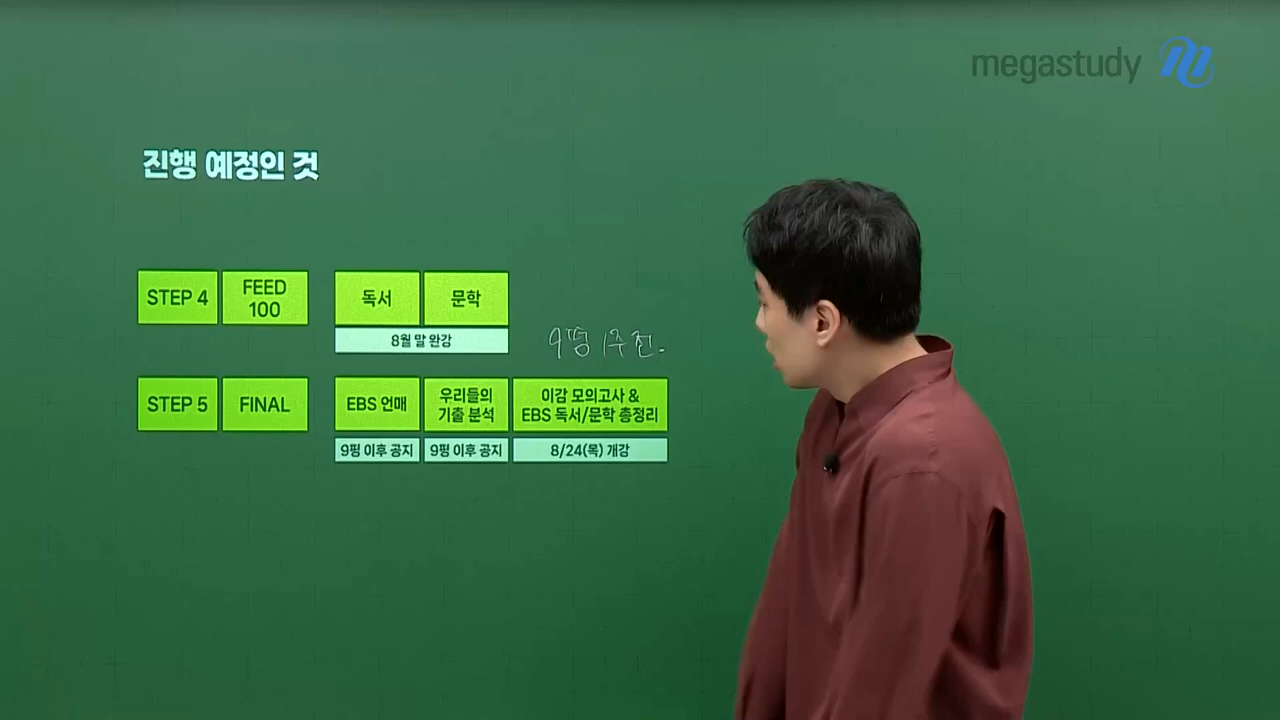 megastudy
진행 예정인 것
STEP 4
FEED
100
독서
문학
8월 말 완강
9평 1주 전.
STEP 5
FINAL
EBS 언매
우리들의
기출 분석
이감 모의고사 &
EBS 독서/문학 총정리
9평 이후 공지
9평 이후 공지
8/24(목) 개강